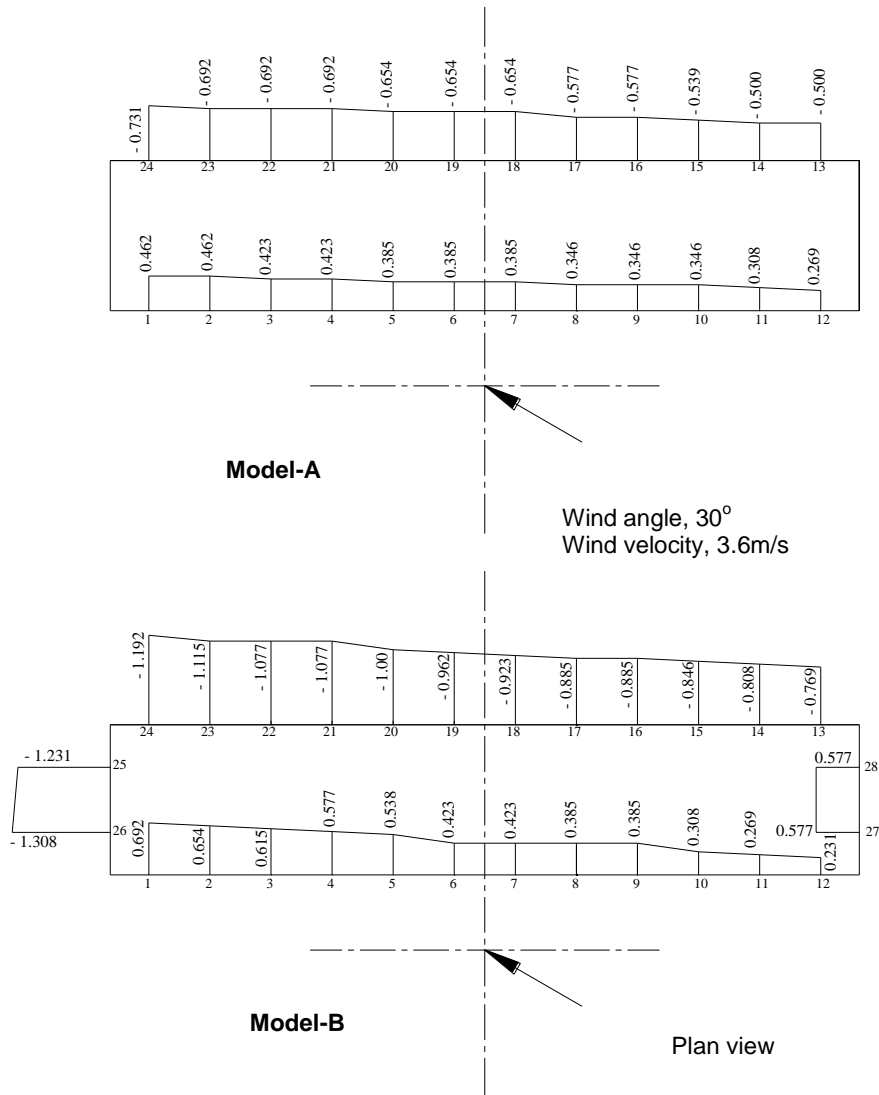 - 0.731 - 0.692 - 0.692 - 0.692 - 0.654 - 0.654 - 0.654 - 0.577 - 0.577 - 0.539 - 0.500 - 0.500
24 23 22 21 20 19 18 17 16 15 14 13
0.462 0.462 0.423 0.423 0.385 0.385 0.385 0.346 0.346 0.346 0.308 0.269
1 2 3 4 5 6 7 8 9 10 11 12
Model-A
Wind angle, 30°
Wind velocity, 3.6m/s
- 1.192 - 1.115 - 1.077 - 1.077 - 1.00 - 0.962 - 0.923 - 0.885 - 0.885 - 0.846 - 0.808 - 0.769
24 23 22 21 20 19 18 17 16 15 14 13
- 1.231 25 0.577 28
- 1.308 26 0.577 27
0.692 0.654 0.615 0.577 0.538 0.423 0.423 0.385 0.385 0.308 0.269 0.231
1 2 3 4 5 6 7 8 9 10 11 12
Model-B
Plan view